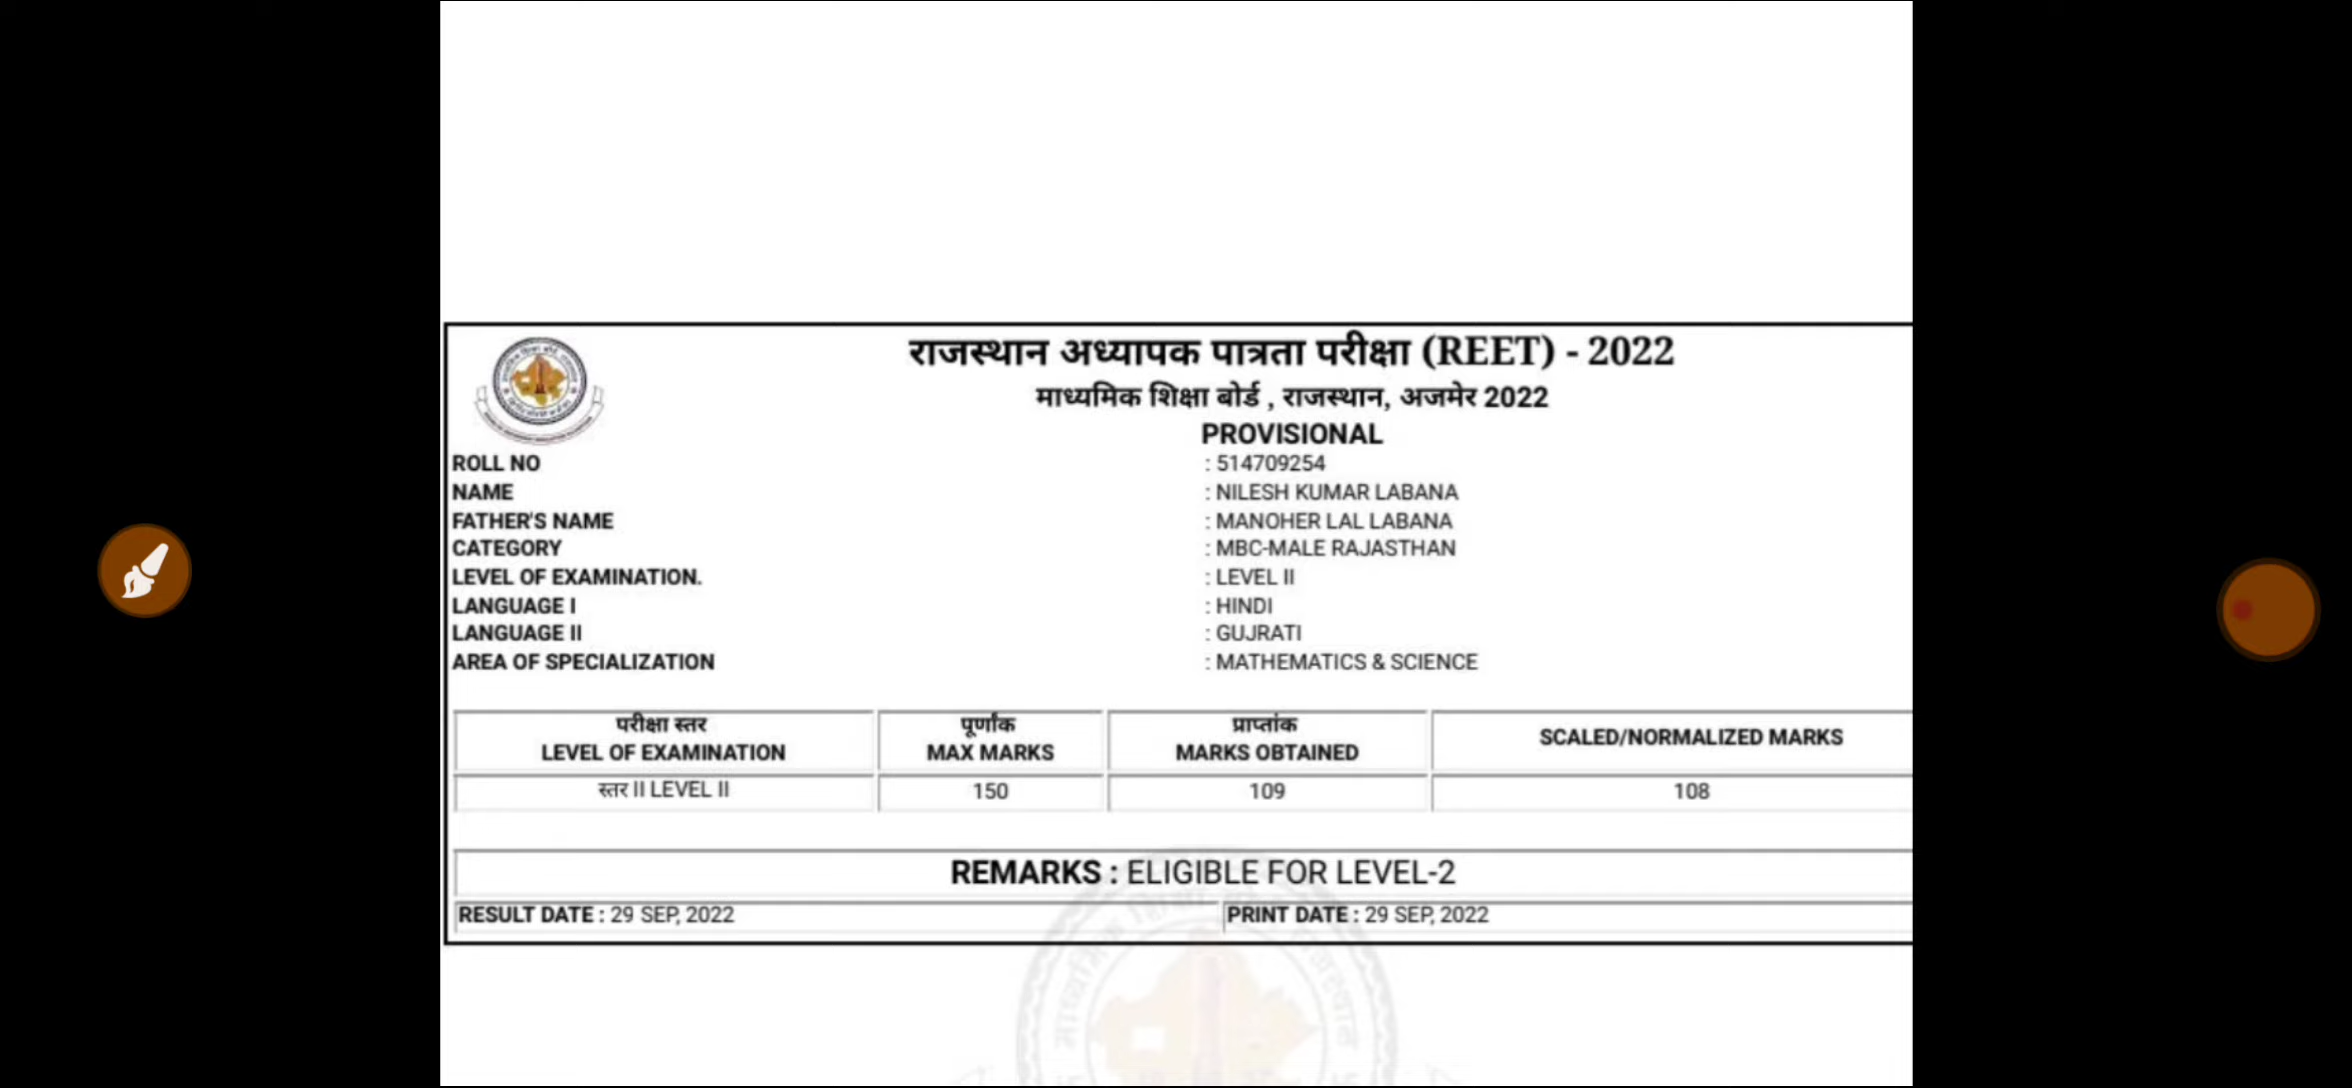 राजस्थान अध्यापक पात्रता परीक्षा (REET) - 2022
माध्यमिक शिक्षा बोर्ड , राजस्थान, अजमेर 2022
PROVISIONAL
ROLL NO : 514709254
NAME : NILESH KUMAR LABANA
FATHER'S NAME : MANOHER LAL LABANA
CATEGORY : MBC-MALE RAJASTHAN
LEVEL OF EXAMINATION. : LEVEL II
LANGUAGE I : HINDI
LANGUAGE II : GUJRATI
AREA OF SPECIALIZATION : MATHEMATICS & SCIENCE
परीक्षा स्तर पूर्णांक प्राप्तांक
LEVEL OF EXAMINATION MAX MARKS MARKS OBTAINED SCALED/NORMALIZED MARKS
स्तर II LEVEL II 150 109 108
REMARKS : ELIGIBLE FOR LEVEL-2
RESULT DATE : 29 SEP, 2022 PRINT DATE : 29 SEP, 2022